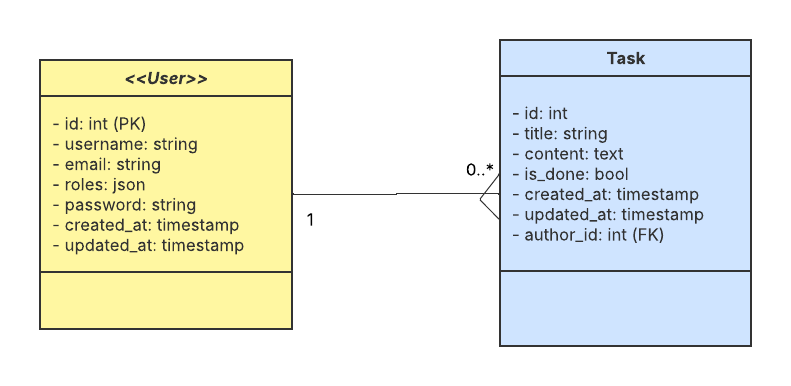 <<User>>
- id: int (PK)
- username: string
- email: string
- roles: json
- password: string
- created_at: timestamp
- updated_at: timestamp
1
0..*
Task
- id: int
- title: string
- content: text
- is_done: bool
- created_at: timestamp
- updated_at: timestamp
- author_id: int (FK)